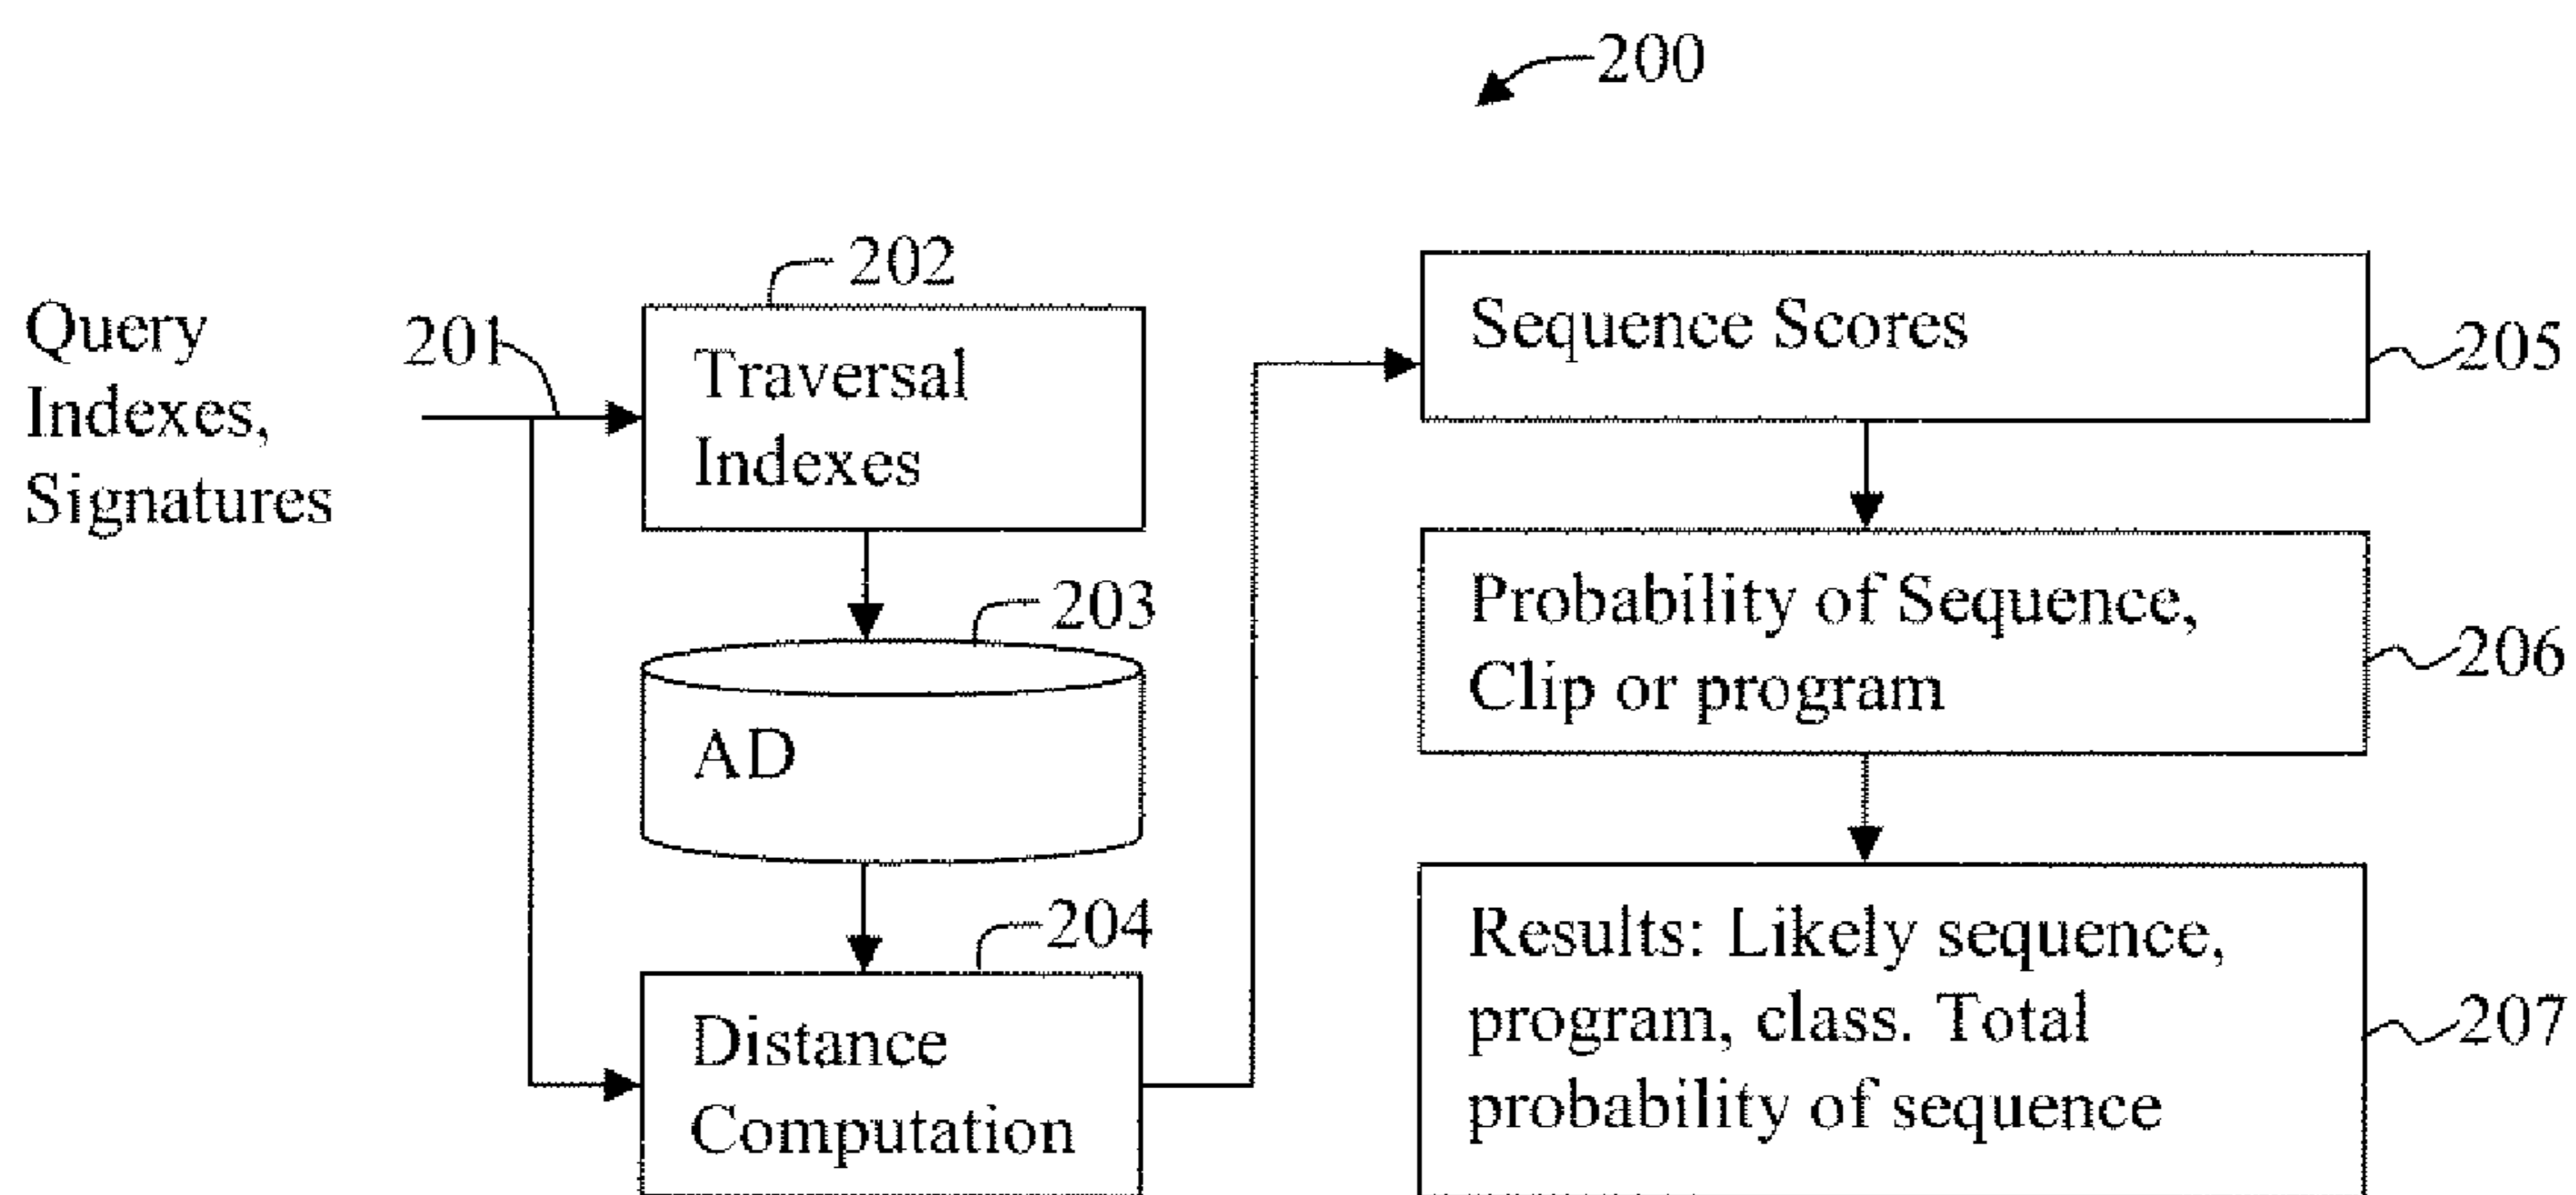 200
Query
Indexes,
Signatures
201
202
Traversal
Indexes
203
AD
204
Distance
Computation
Sequence Scores
205
Probability of Sequence,
Clip or program
206
Results: Likely sequence,
program, class. Total
probability of sequence
207